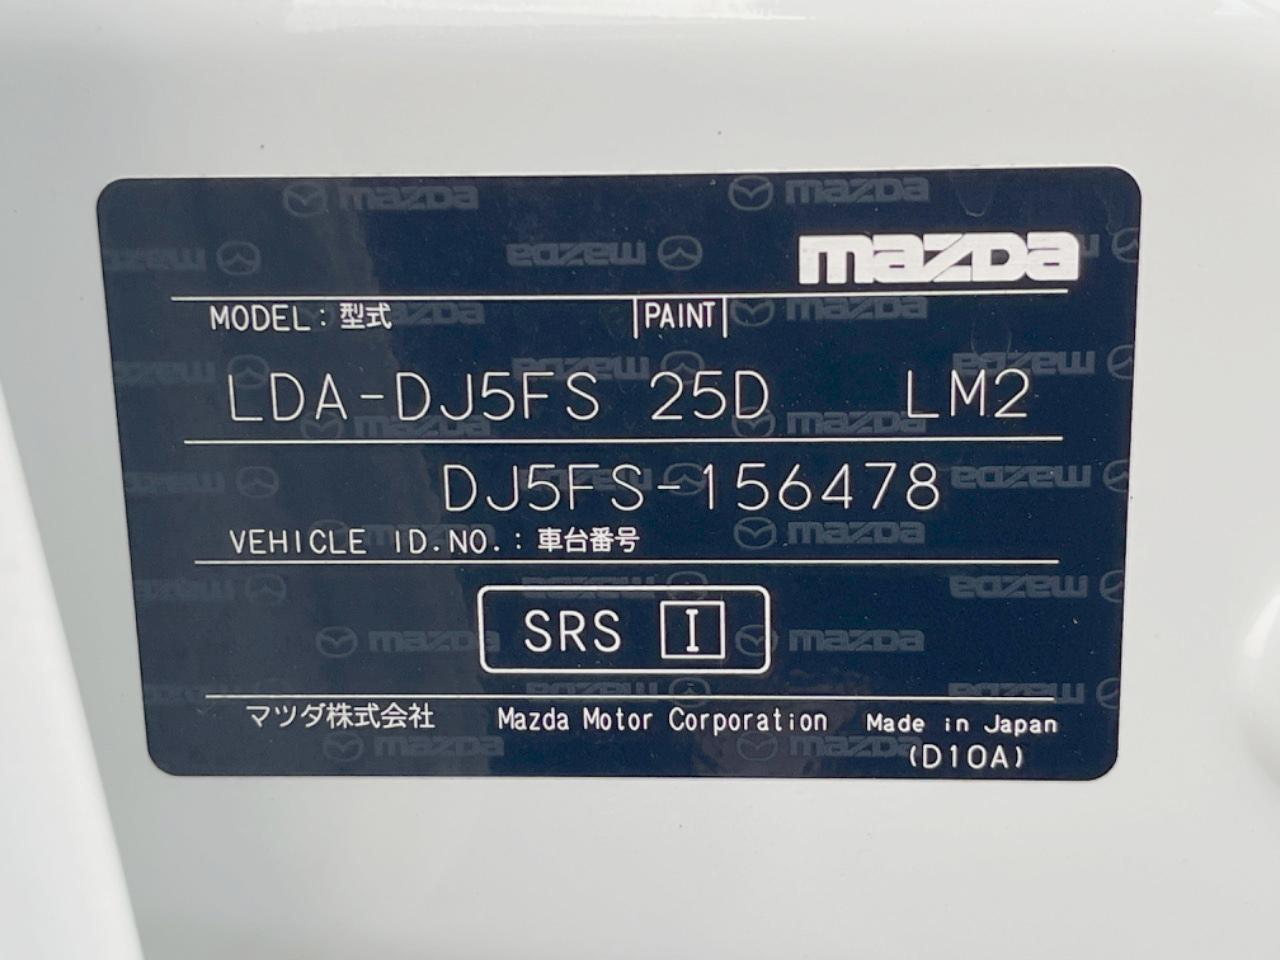 mazda
MODEL: 型式 PAINT
LDA-DJ5FS 25D LM2
DJ5FS-156478
VEHICLE ID.NO.: 車台番号
SRS I
マツダ株式会社 Mazda Motor Corporation Made in Japan
(D10A)